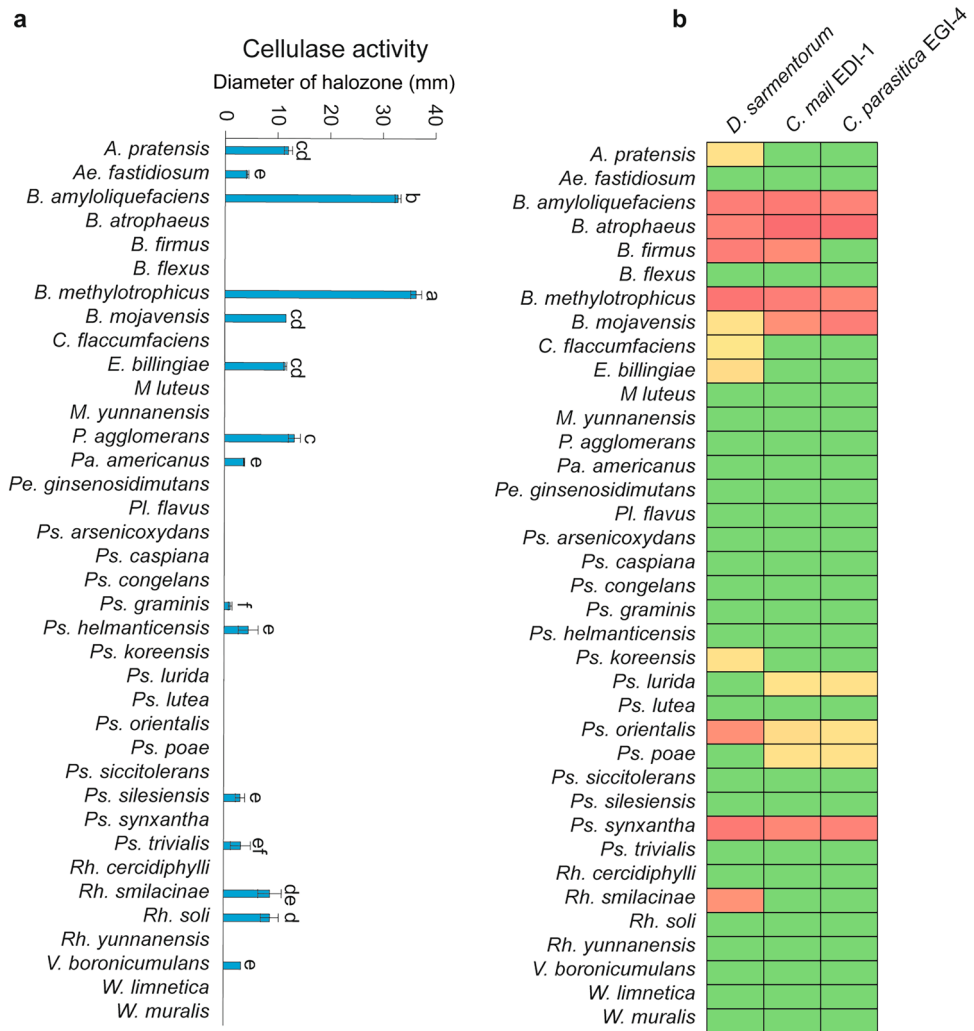 a
Cellulase activity
Diameter of halozone (mm)
0 10 20 30 40
A. pratensis cd
Ae. fastidiosum e
B. amyloliquefaciens b
B. atrophaeus
B. firmus
B. flexus
B. methylotrophicus a
B. mojavensis cd
C. flaccumfaciens
E. billingiae cd
M luteus
M. yunnanensis
P. agglomerans c
Pa. americanus e
Pe. ginsenosidimutans
Pl. flavus
Ps. arsenicoxydans
Ps. caspiana
Ps. congelans
Ps. graminis f
Ps. helmanticensis e
Ps. koreensis
Ps. lurida
Ps. lutea
Ps. orientalis
Ps. poae
Ps. siccitolerans
Ps. silesiensis e
Ps. synxantha
Ps. trivialis ef
Rh. cercidiphylli
Rh. smilacinae de
Rh. soli d
Rh. yunnanensis
V. boronicumulans e
W. limnetica
W. muralis
b
D. sarmentorum
C. mail EDI-1
C. parasitica EGI-4
A. pratensis
Ae. fastidiosum
B. amyloliquefaciens
B. atrophaeus
B. firmus
B. flexus
B. methylotrophicus
B. mojavensis
C. flaccumfaciens
E. billingiae
M luteus
M. yunnanensis
P. agglomerans
Pa. americanus
Pe. ginsenosidimutans
Pl. flavus
Ps. arsenicoxydans
Ps. caspiana
Ps. congelans
Ps. graminis
Ps. helmanticensis
Ps. koreensis
Ps. lurida
Ps. lutea
Ps. orientalis
Ps. poae
Ps. siccitolerans
Ps. silesiensis
Ps. synxantha
Ps. trivialis
Rh. cercidiphylli
Rh. smilacinae
Rh. soli
Rh. yunnanensis
V. boronicumulans
W. limnetica
W. muralis